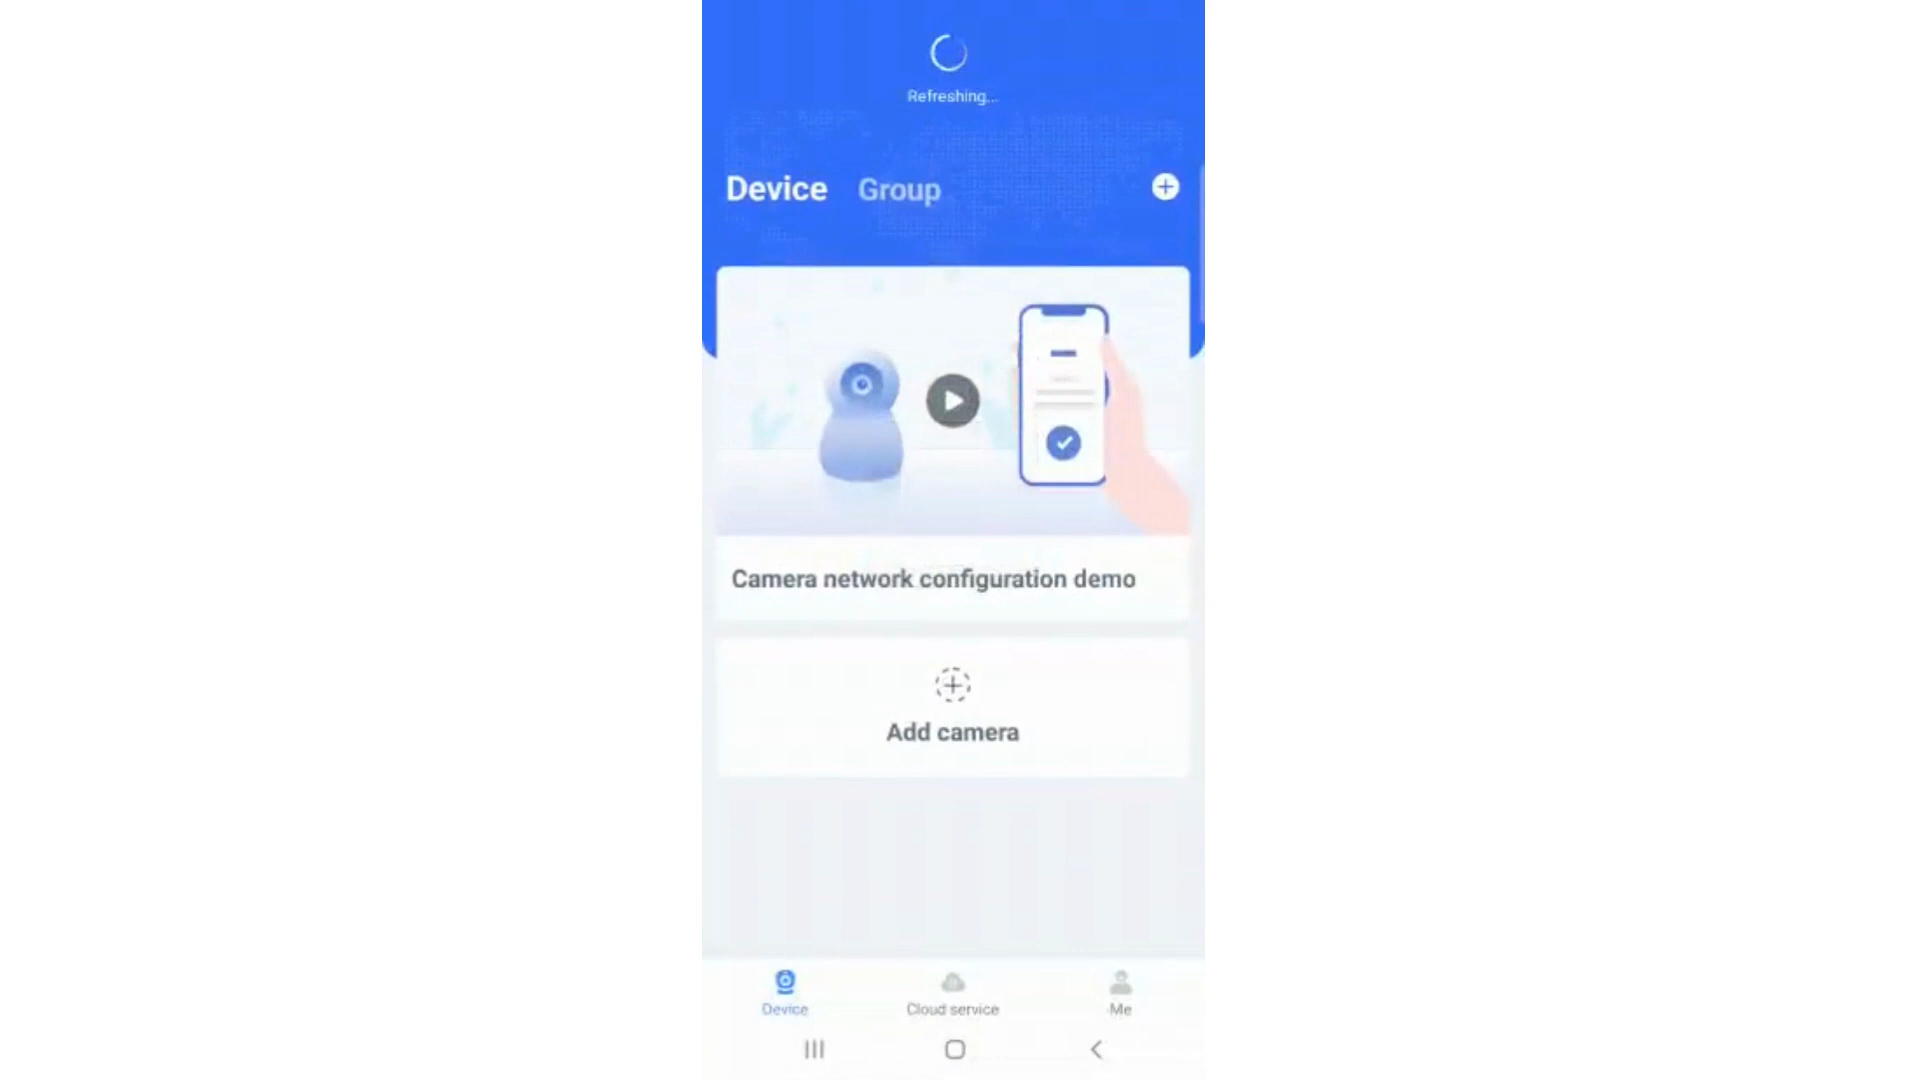 Refreshing...
Device Group
Camera network configuration demo
Add camera
Device Cloud service Me